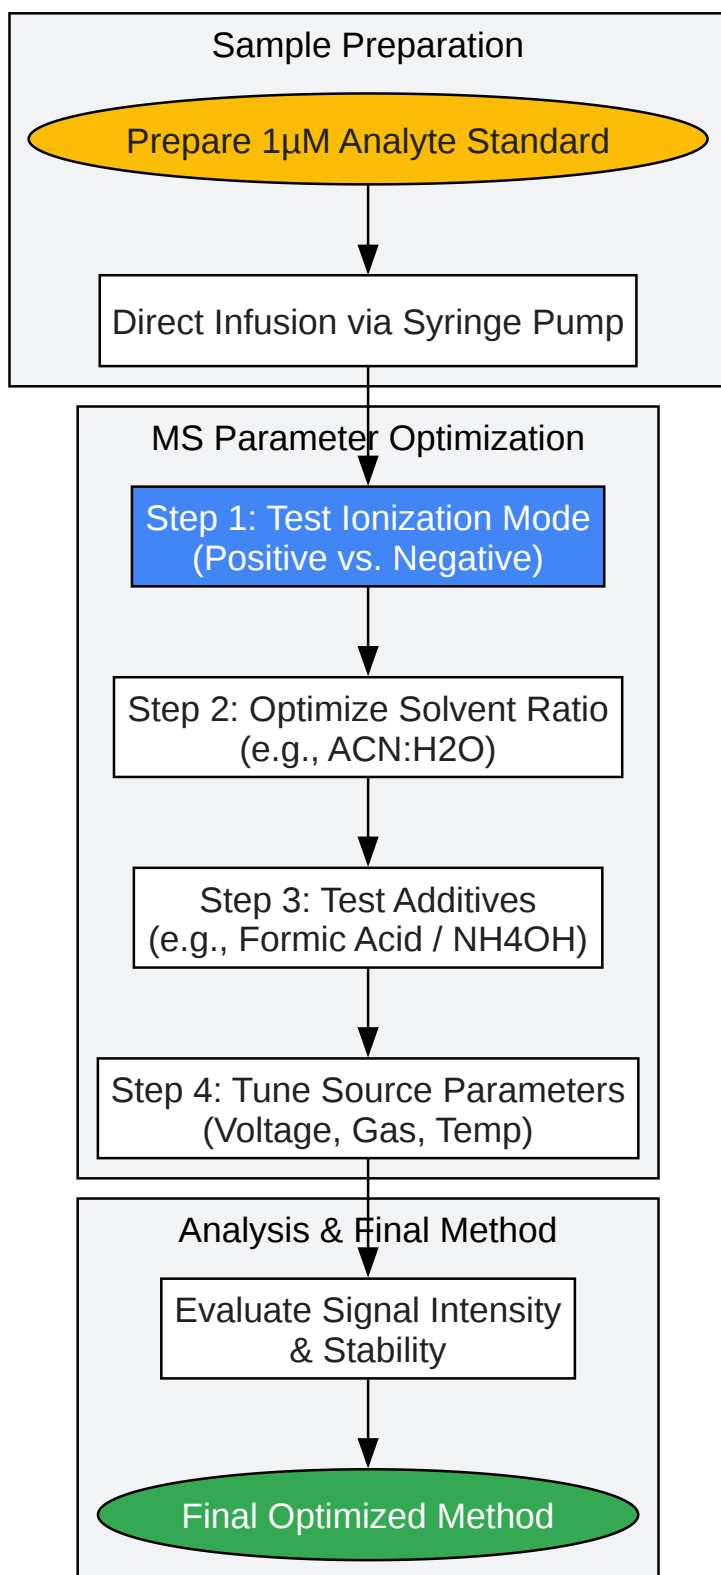 Sample Preparation
Prepare 1µM Analyte Standard
Direct Infusion via Syringe Pump
MS Parameter Optimization
Step 1: Test Ionization Mode
(Positive vs. Negative)
Step 2: Optimize Solvent Ratio
(e.g., ACN:H2O)
Step 3: Test Additives
(e.g., Formic Acid / NH4OH)
Step 4: Tune Source Parameters
(Voltage, Gas, Temp)
Analysis & Final Method
Evaluate Signal Intensity
& Stability
Final Optimized Method